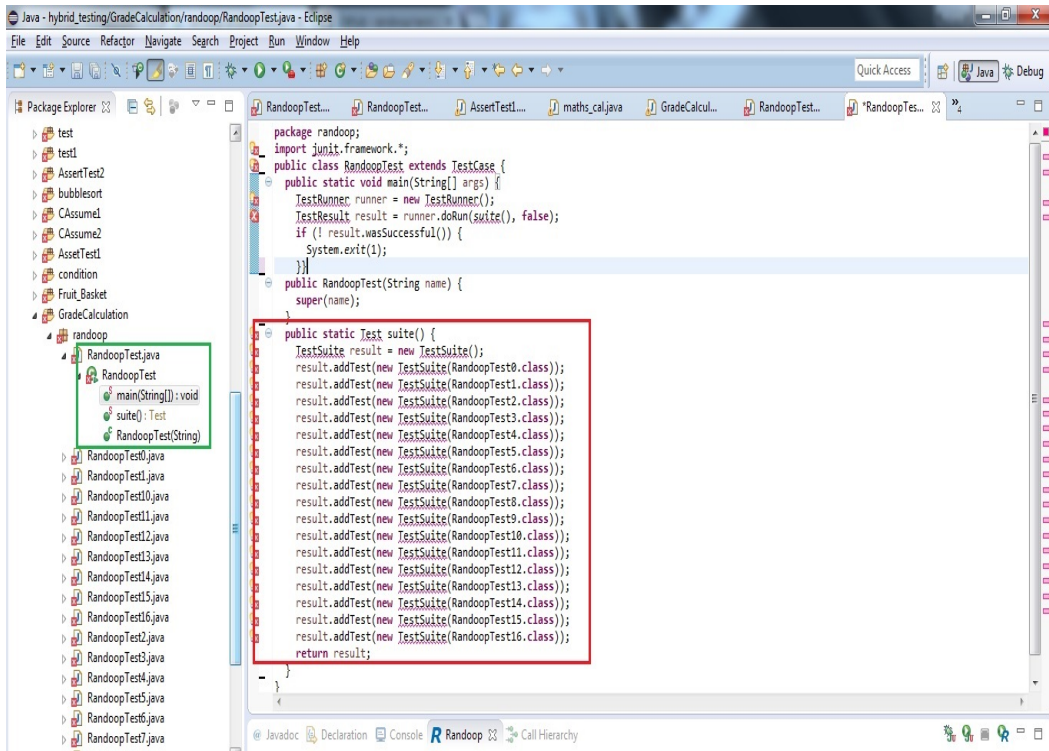 Java - hybrid_testing/GradeCalculation/randoop/RandoopTest.java - Eclipse
File Edit Source Refactor Navigate Search Project Run Window Help
Quick Access Java Debug
Package Explorer
test
test1
AssertTest2
bubblesort
CAssume1
CAssume2
AssetTest1
condition
Fruit_Basket
GradeCalculation
randoop
RandoopTest.java
RandoopTest
main(String[]) : void
suite() : Test
RandoopTest(String)
RandoopTest0.java
RandoopTest1.java
RandoopTest10.java
RandoopTest11.java
RandoopTest12.java
RandoopTest13.java
RandoopTest14.java
RandoopTest15.java
RandoopTest16.java
RandoopTest2.java
RandoopTest3.java
RandoopTest4.java
RandoopTest5.java
RandoopTest6.java
RandoopTest7.java
RandoopTest.... RandoopTest... AssertTest1.... maths_cal.java GradeCalcul... RandoopTest... *RandoopTes... »4
package randoop;
import junit.framework.*;
public class RandoopTest extends TestCase {
public static void main(String[] args) {
TestRunner runner = new TestRunner();
TestResult result = runner.doRun(suite(), false);
if (! result.wasSuccessful()) {
System.exit(1);
}}
public RandoopTest(String name) {
super(name);
}
public static Test suite() {
TestSuite result = new TestSuite();
result.addTest(new TestSuite(RandoopTest0.class));
result.addTest(new TestSuite(RandoopTest1.class));
result.addTest(new TestSuite(RandoopTest2.class));
result.addTest(new TestSuite(RandoopTest3.class));
result.addTest(new TestSuite(RandoopTest4.class));
result.addTest(new TestSuite(RandoopTest5.class));
result.addTest(new TestSuite(RandoopTest6.class));
result.addTest(new TestSuite(RandoopTest7.class));
result.addTest(new TestSuite(RandoopTest8.class));
result.addTest(new TestSuite(RandoopTest9.class));
result.addTest(new TestSuite(RandoopTest10.class));
result.addTest(new TestSuite(RandoopTest11.class));
result.addTest(new TestSuite(RandoopTest12.class));
result.addTest(new TestSuite(RandoopTest13.class));
result.addTest(new TestSuite(RandoopTest14.class));
result.addTest(new TestSuite(RandoopTest15.class));
result.addTest(new TestSuite(RandoopTest16.class));
return result;
}
}
@ Javadoc Declaration Console R Randoop Call Hierarchy